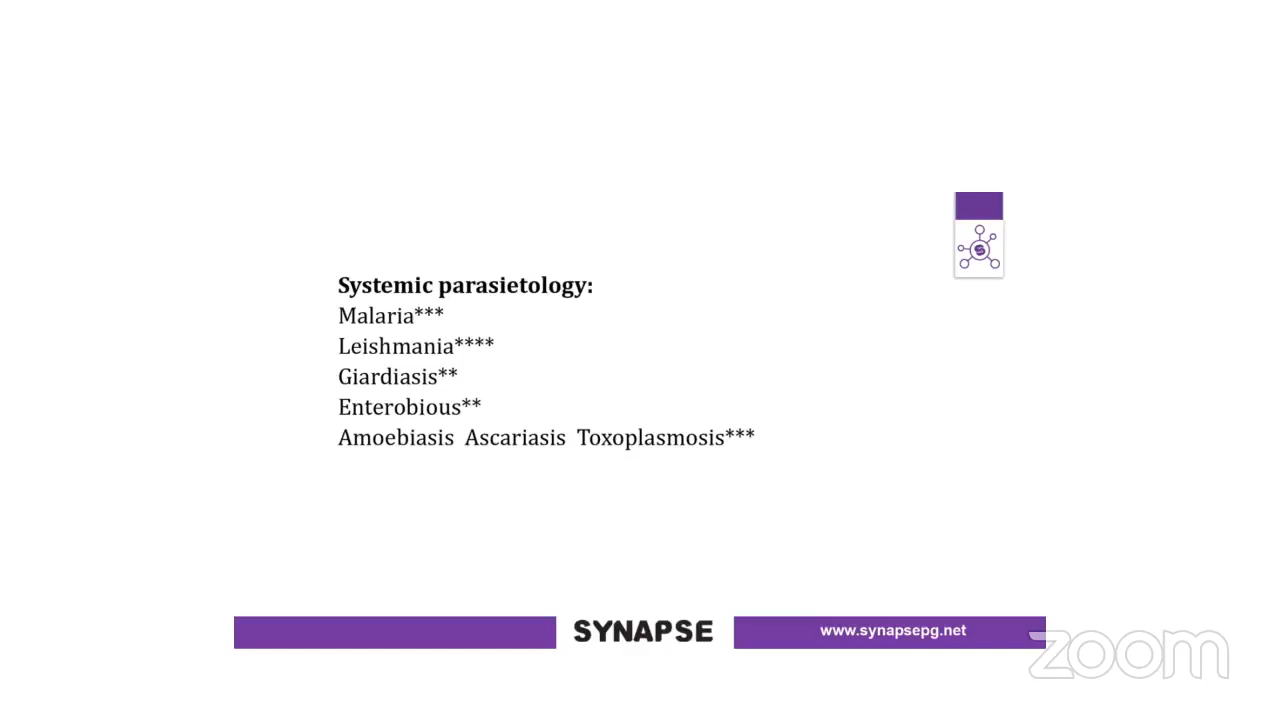 Systemic parasietology:
Malaria***
Leishmania****
Giardiasis**
Enterobious**
Amoebiasis Ascariasis Toxoplasmosis***
SYNAPSE
www.synapsepg.net
zoom